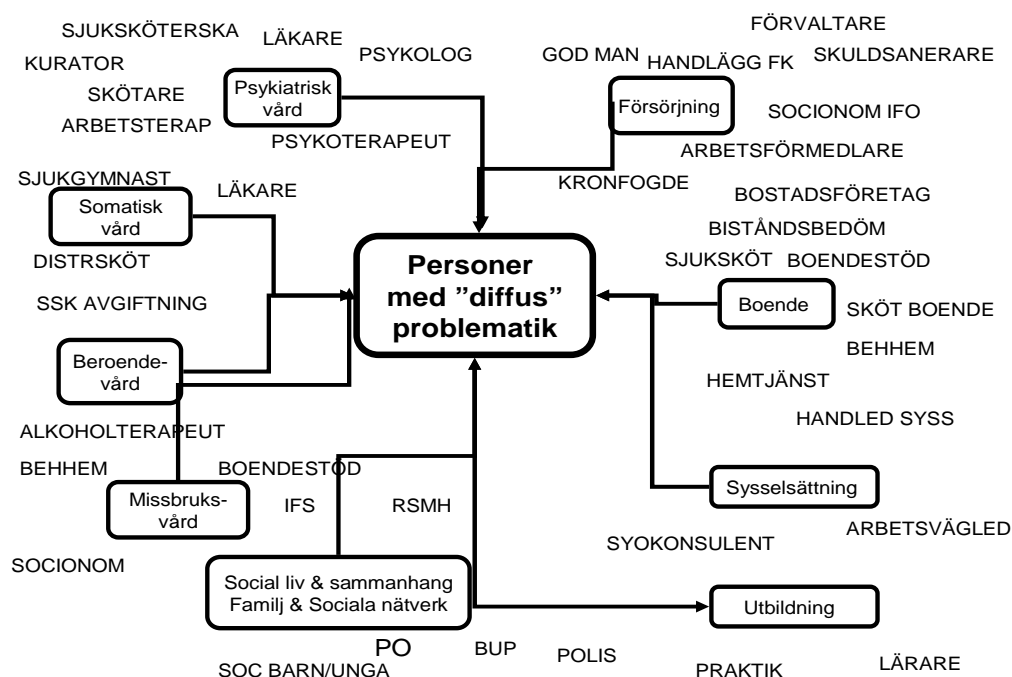 FÖRVALTARE
SJUKSKÖTERSKA
LÄKARE
PSYKOLOG
GOD MAN
HANDLÄGG FK
SKULDSANERARE
KURATOR
SKÖTARE
Psykiatrisk
vård
Försörjning
SOCIONOM IFO
ARBETSTERAP
PSYKOTERAPEUT
ARBETSFÖRMEDLARE
SJUKGYMNAST
LÄKARE
KRONFOGDE
BOSTADSFÖRETAG
Somatisk
vård
BISTÅNDSBEDÖM
DISTRSKÖT
Personer
med ”diffus”
problematik
SJUKSKÖT
BOENDESTÖD
SSK AVGIFTNING
Boende
SKÖT BOENDE
BEHHEM
Beroende-
vård
HEMTJÄNST
HANDLED SYSS
ALKOHOLTERAPEUT
BEHHEM
BOENDESTÖD
Missbruks-
vård
IFS
RSMH
Sysselsättning
ARBETSVÄGLED
SYOKONSULENT
SOCIONOM
Social liv & sammanhang
Familj & Sociala nätverk
Utbildning
PO
BUP
POLIS
SOC BARN/UNGA
PRAKTIK
LÄRARE